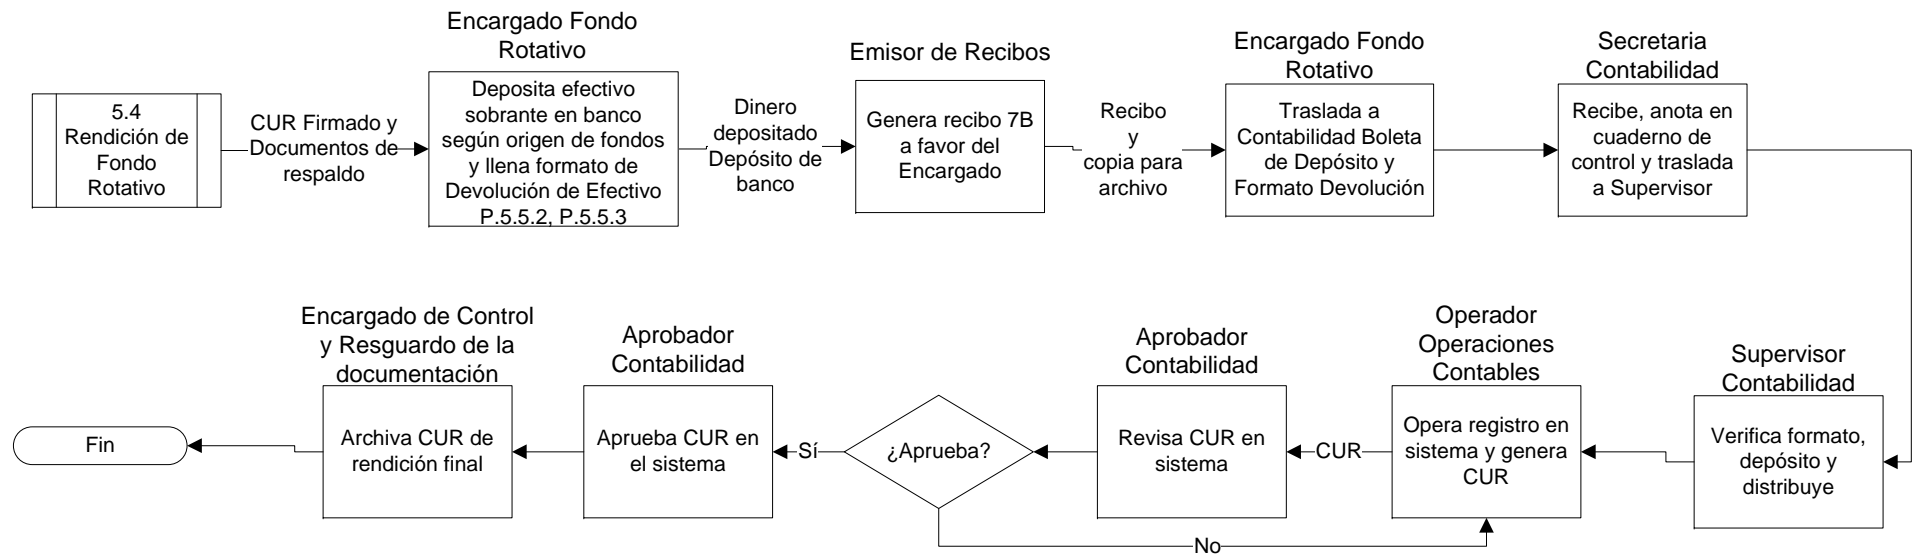 5.4
Rendición de
Fondo
Rotativo
CUR Firmado y
Documentos de
respaldo
Encargado Fondo
Rotativo
Deposita efectivo
sobrante en banco
según origen de fondos
y llena formato de
Devolución de Efectivo
P.5.5.2, P.5.5.3
Dinero
depositado
Depósito de
banco
Emisor de Recibos
Genera recibo 7B
a favor del
Encargado
Recibo
y
copia para
archivo
Encargado Fondo
Rotativo
Traslada a
Contabilidad Boleta
de Depósito y
Formato Devolución
Secretaria
Contabilidad
Recibe, anota en
cuaderno de
control y traslada
a Supervisor
Supervisor
Contabilidad
Verifica formato,
depósito y
distribuye
Operador
Operaciones
Contables
Opera registro en
sistema y genera
CUR
CUR
Aprobador
Contabilidad
Revisa CUR en
sistema
¿Aprueba?
No
Sí
Aprobador
Contabilidad
Aprueba CUR en
el sistema
Encargado de Control
y Resguardo de la
documentación
Archiva CUR de
rendición final
Fin